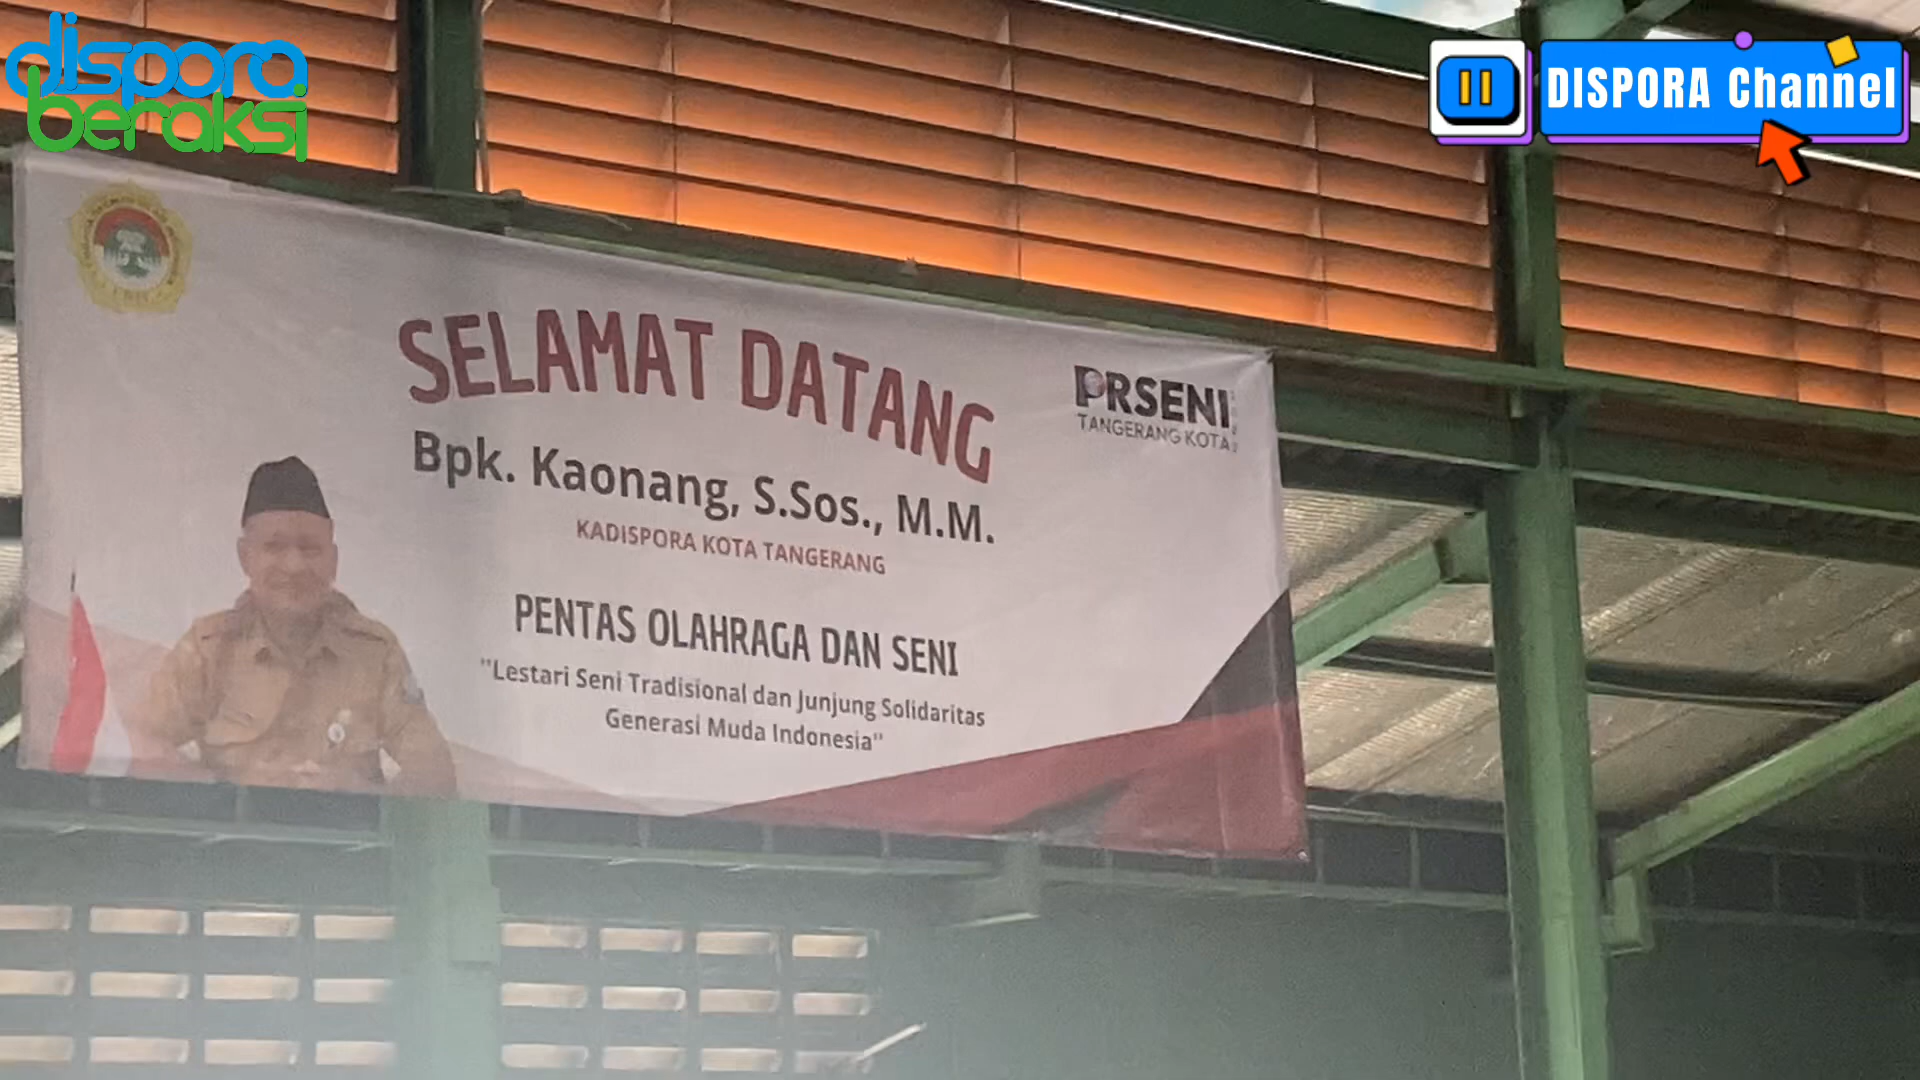 dispora
beraksi
DISPORA Channel
SELAMAT DATANG
PRSENI
TANGERANG KOTA
Bpk. Kaonang, S.Sos., M.M.
KADISPORA KOTA TANGERANG
PENTAS OLAHRAGA DAN SENI
"Lestari Seni Tradisional dan Junjung Solidaritas
Generasi Muda Indonesia"